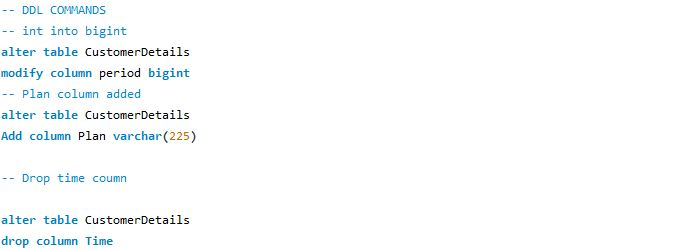 -- DDL COMMANDS
-- int into bigint
alter table CustomerDetails
modify column period bigint
-- Plan column added
alter table CustomerDetails
Add column Plan varchar(225)
-- Drop time coumn
alter table CustomerDetails
drop column Time